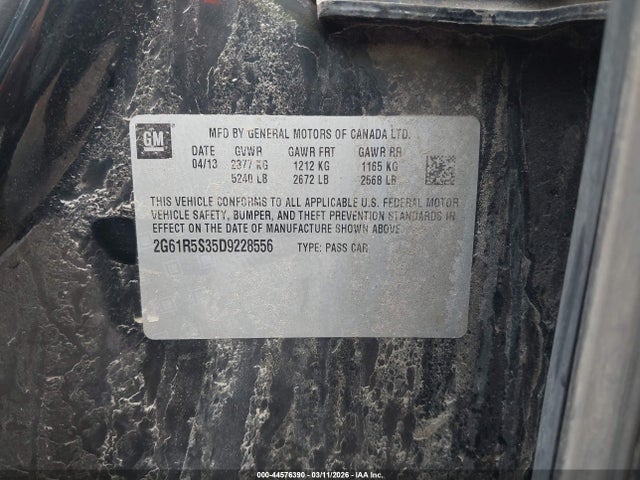 GM
MFD BY GENERAL MOTORS OF CANADA LTD.
DATE GVWR GAWR FRT GAWR RR
04/13 2377 KG 1212 KG 1165 KG
5240 LB 2672 LB 2568 LB
THIS VEHICLE CONFORMS TO ALL APPLICABLE U.S. FEDERAL MOTOR
VEHICLE SAFETY, BUMPER, AND THEFT PREVENTION STANDARDS IN
EFFECT ON THE DATE OF MANUFACTURE SHOWN ABOVE.
2G61R5S35D9228556 TYPE: PASS CAR
000-44576390 - 03/11/2026 - IAA Inc.